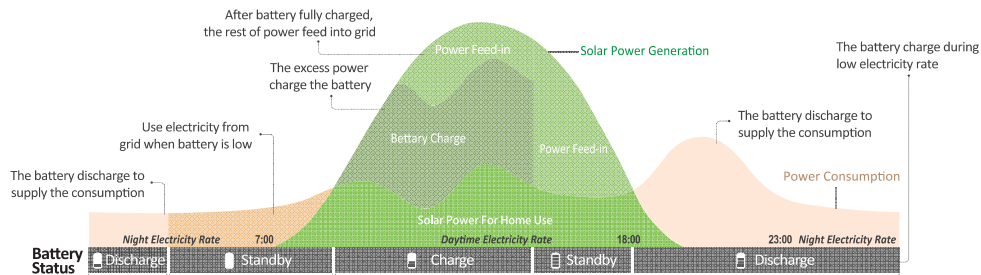 After battery fully charged,
the rest of power feed into grid
Power Feed-in
Solar Power Generation
The battery charge during
low electricity rate
The excess power
charge the battery
Use electricity from
grid when battery is low
Bettary Charge
Power Feed-in
The battery discharge to
supply the consumption
The battery discharge to
supply the consumption
Power Consumption
Solar Power For Home Use
Night Electricity Rate 7:00 Daytime Electricity Rate 18:00 23:00 Night Electricity Rate
Battery
Status
Discharge Standby Charge Standby Discharge